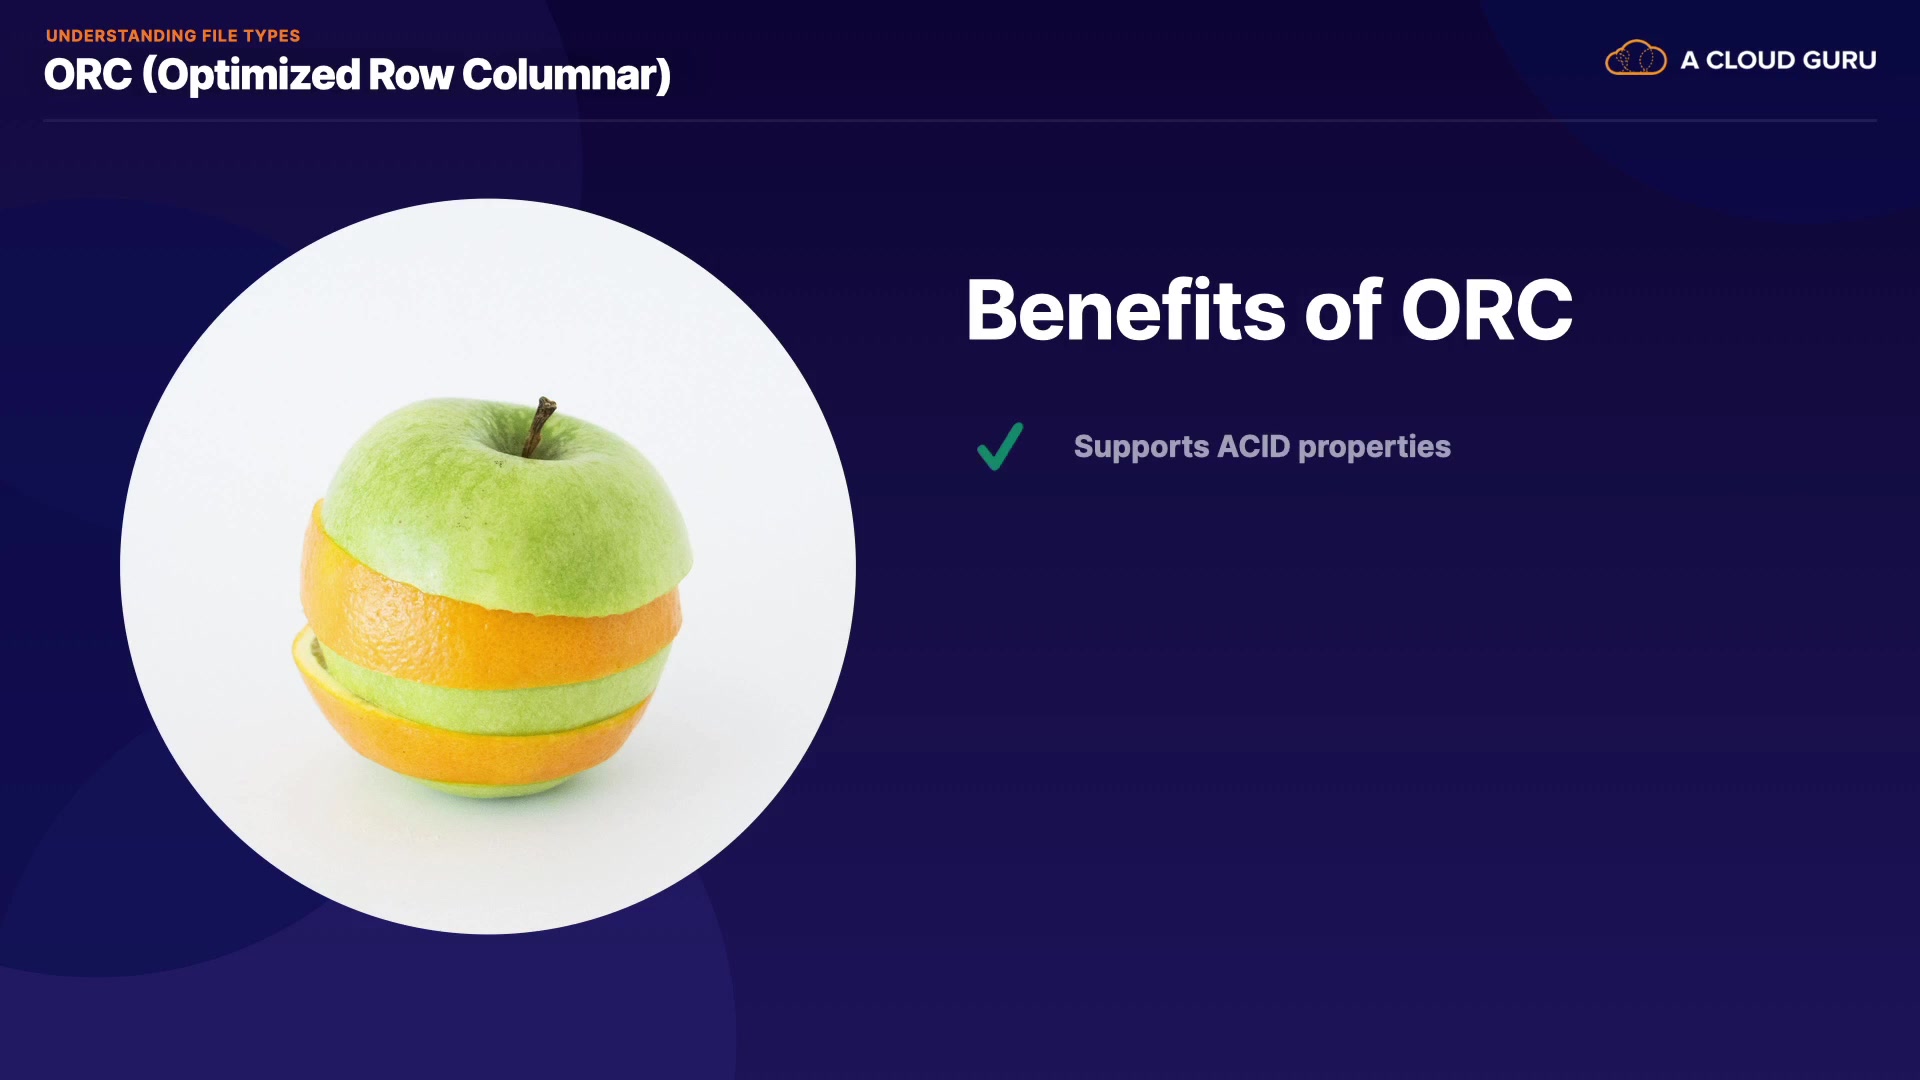 UNDERSTANDING FILE TYPES
ORC (Optimized Row Columnar)
A CLOUD GURU
Benefits of ORC
Supports ACID properties